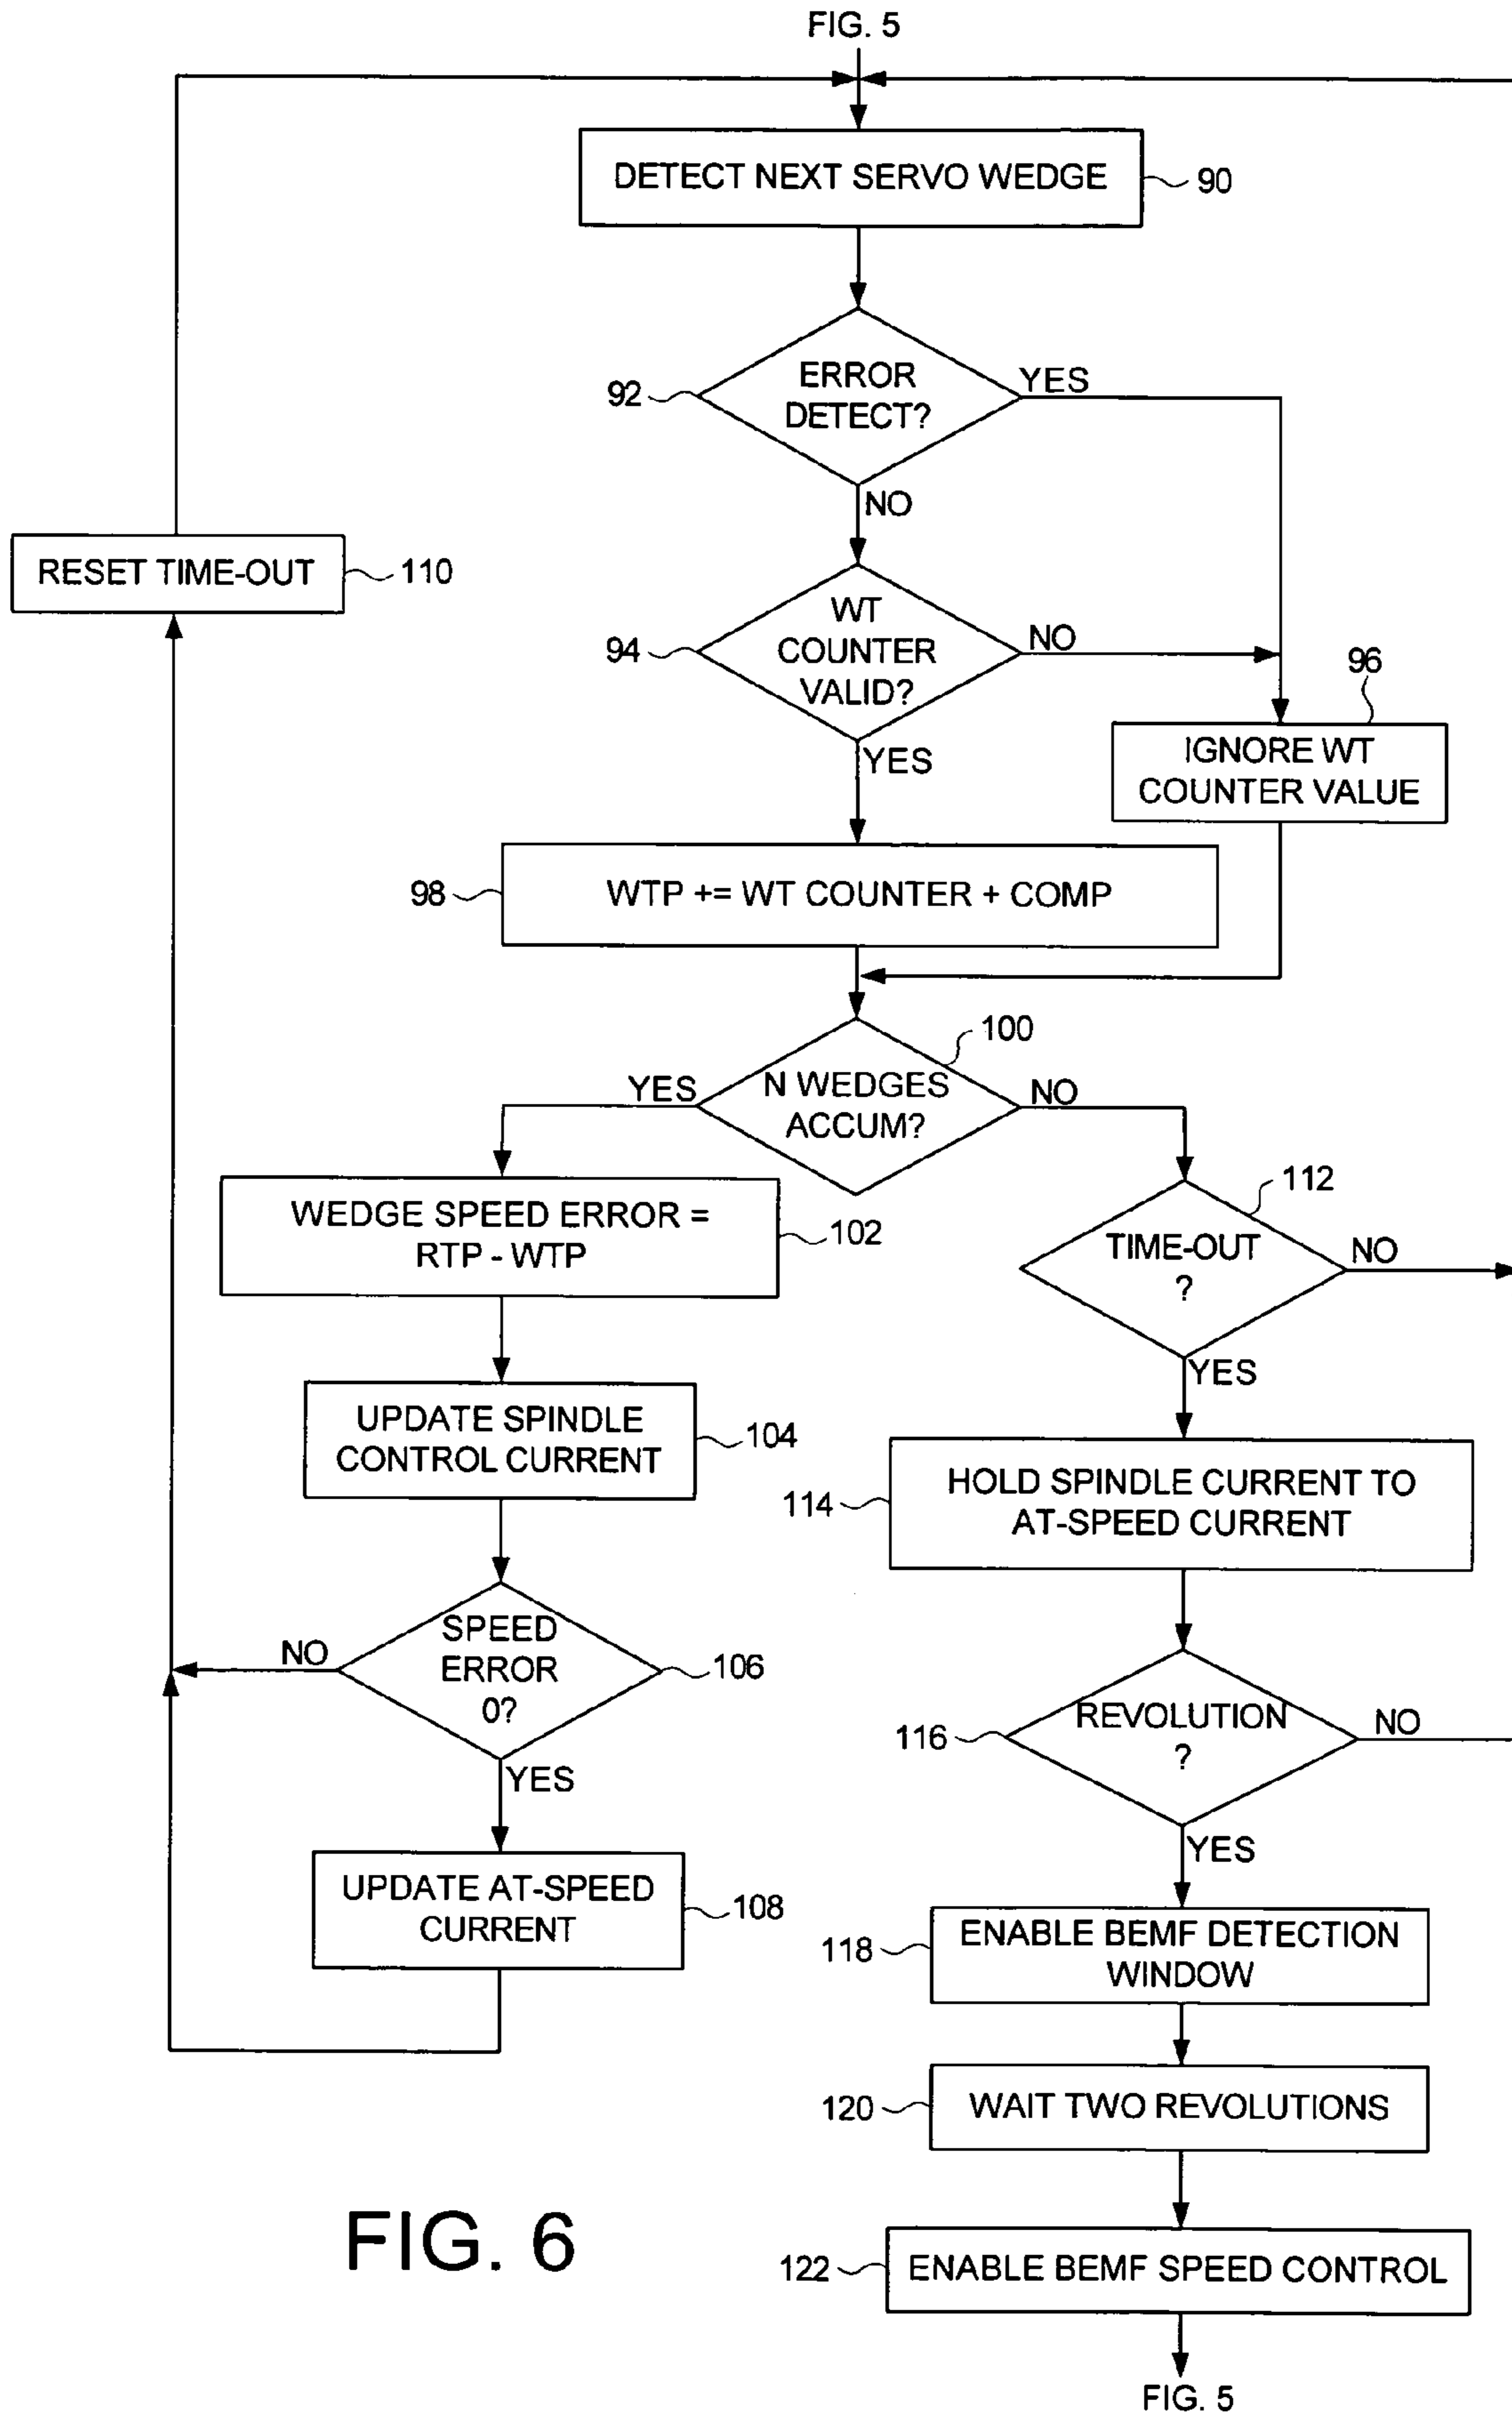 FIG. 5
DETECT NEXT SERVO WEDGE
90
ERROR
DETECT?
92
YES
NO
RESET TIME-OUT
110
WT
COUNTER
VALID?
94
NO
YES
96
IGNORE WT
COUNTER VALUE
98
WTP += WT COUNTER + COMP
100
N WEDGES
ACCUM?
YES
NO
WEDGE SPEED ERROR =
RTP - WTP
102
112
TIME-OUT
?
NO
YES
UPDATE SPINDLE
CONTROL CURRENT
104
114
HOLD SPINDLE CURRENT TO
AT-SPEED CURRENT
SPEED
ERROR
0?
NO
106
YES
116
REVOLUTION
?
NO
YES
UPDATE AT-SPEED
CURRENT
108
118
ENABLE BEMF DETECTION
WINDOW
120
WAIT TWO REVOLUTIONS
122
ENABLE BEMF SPEED CONTROL
FIG. 6
FIG. 5